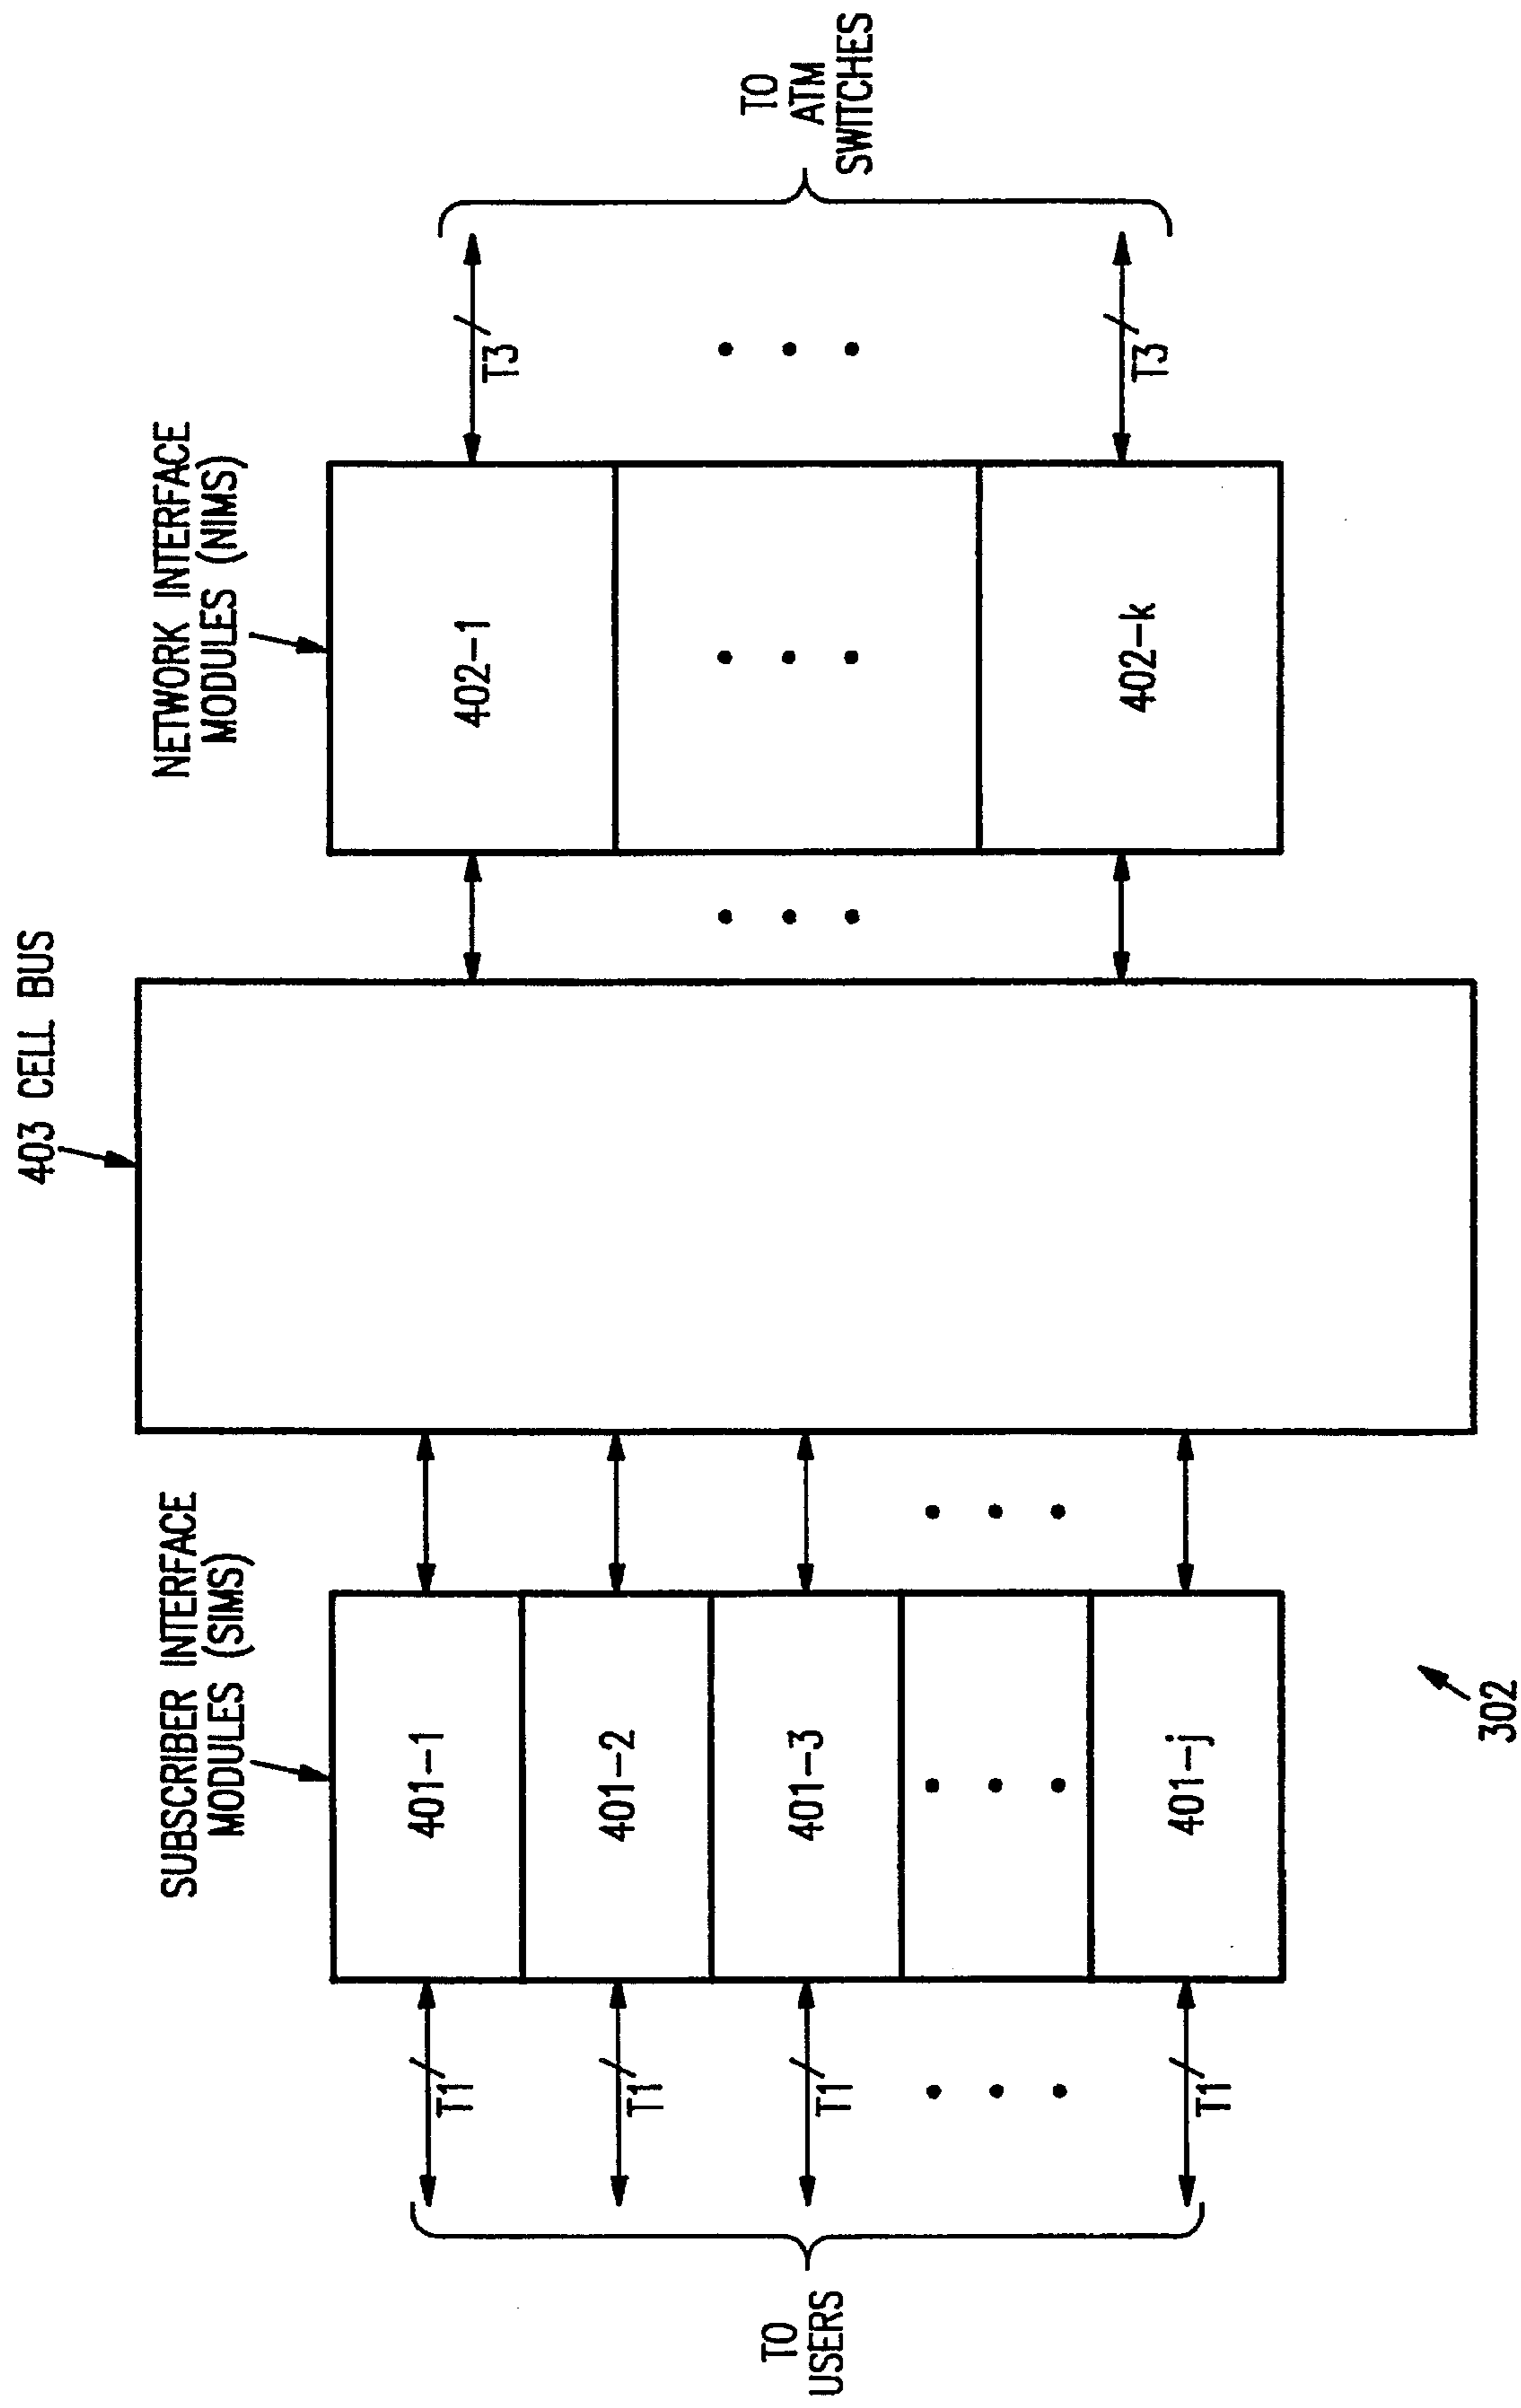 403 CELL BUS
SUBSCRIBER INTERFACE
MODULES (SIMS)
NETWORK INTERFACE
MODULES (NIMS)
TO
USERS
T1
T1
T1
T1
401-1
401-2
401-3
401-j
402-1
402-k
T3
T3
TO
ATM
SWITCHES
302